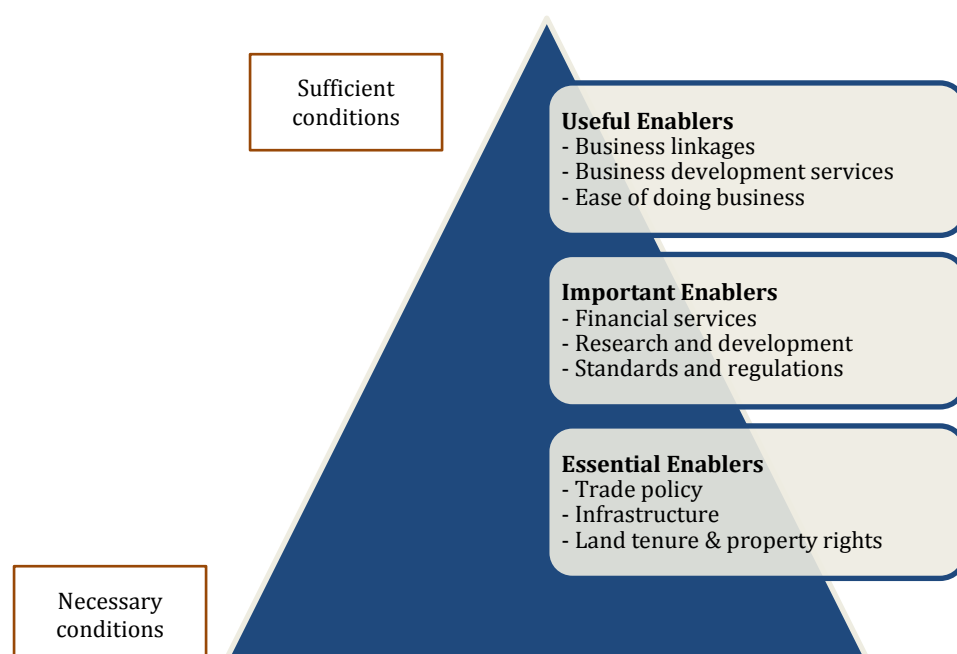 Sufficient
conditions
Useful Enablers
- Business linkages
- Business development services
- Ease of doing business
Important Enablers
- Financial services
- Research and development
- Standards and regulations
Essential Enablers
- Trade policy
- Infrastructure
- Land tenure & property rights
Necessary
conditions